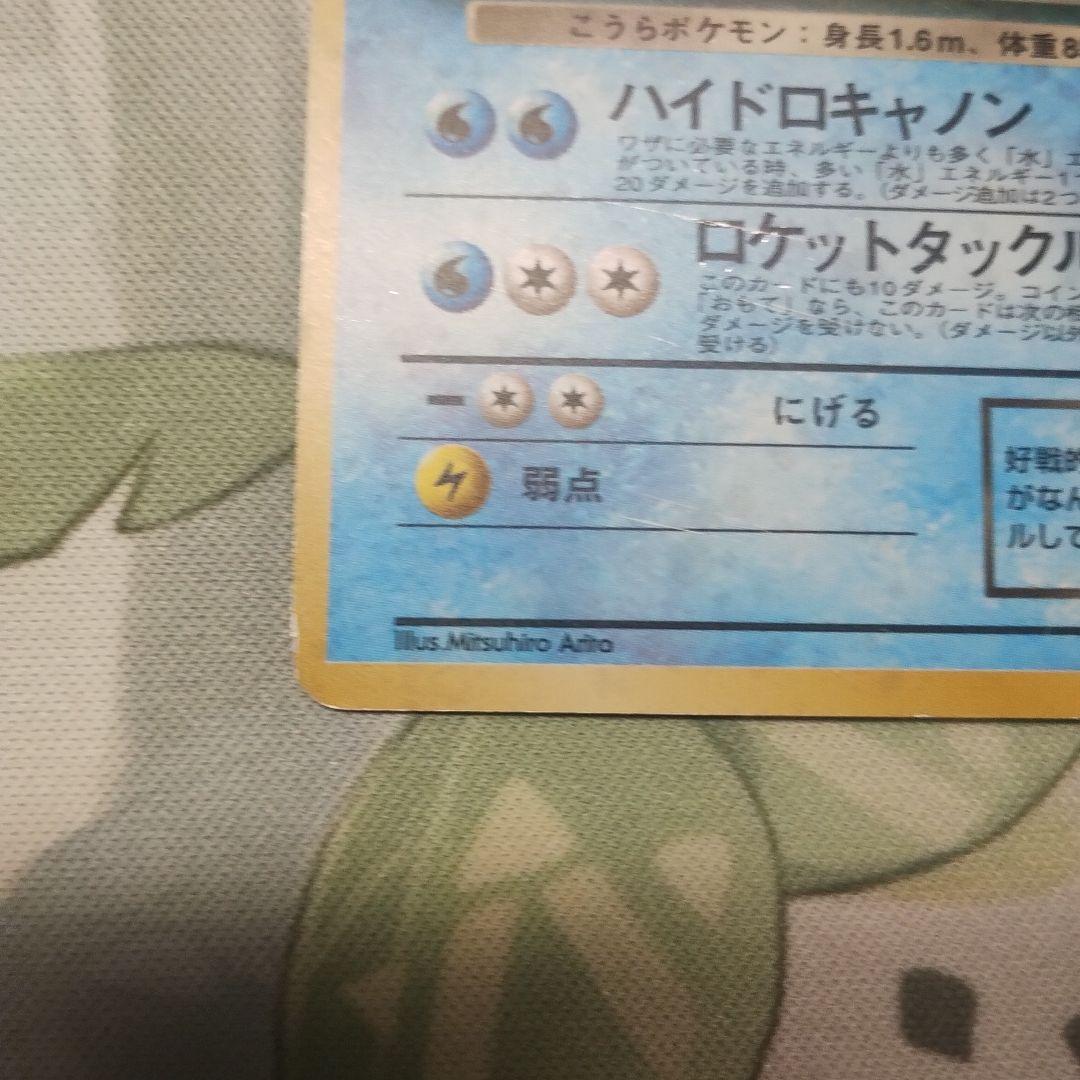 こうらポケモン：身長1.6m、体重8
ハイドロキャノン
ワザに必要なエネルギーよりも多く「水」エ
がついている時、多い「水」エネルギー1つ
20ダメージを追加する。（ダメージ追加は2つ
ロケットタックル
このカードにも10ダメージ。コイン
「おもて」なら、このカードは次の相
ダメージを受けない。（ダメージ以外
受ける）
にげる
弱点
好戦的
がなん
ルして
Illus.Mitsuhiro Arita